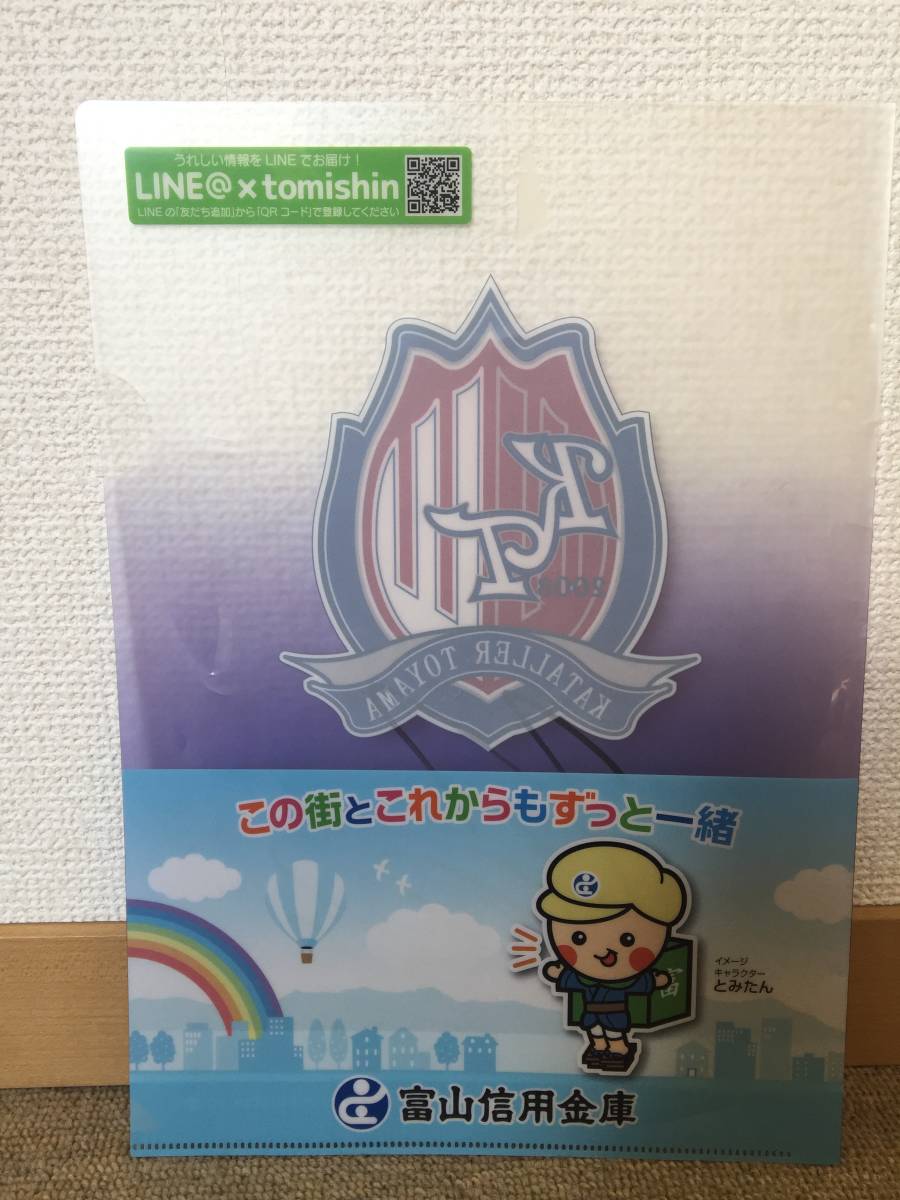 うれしい情報をLINEでお届け！
LINE@×tomishin
LINEの「友だち追加」から「QRコード」で登録してください
KT
2008
KATALLER TOYAMA
この街とこれからもずっと一緒
イメージ
キャラクター
とみたん
富
富山信用金庫